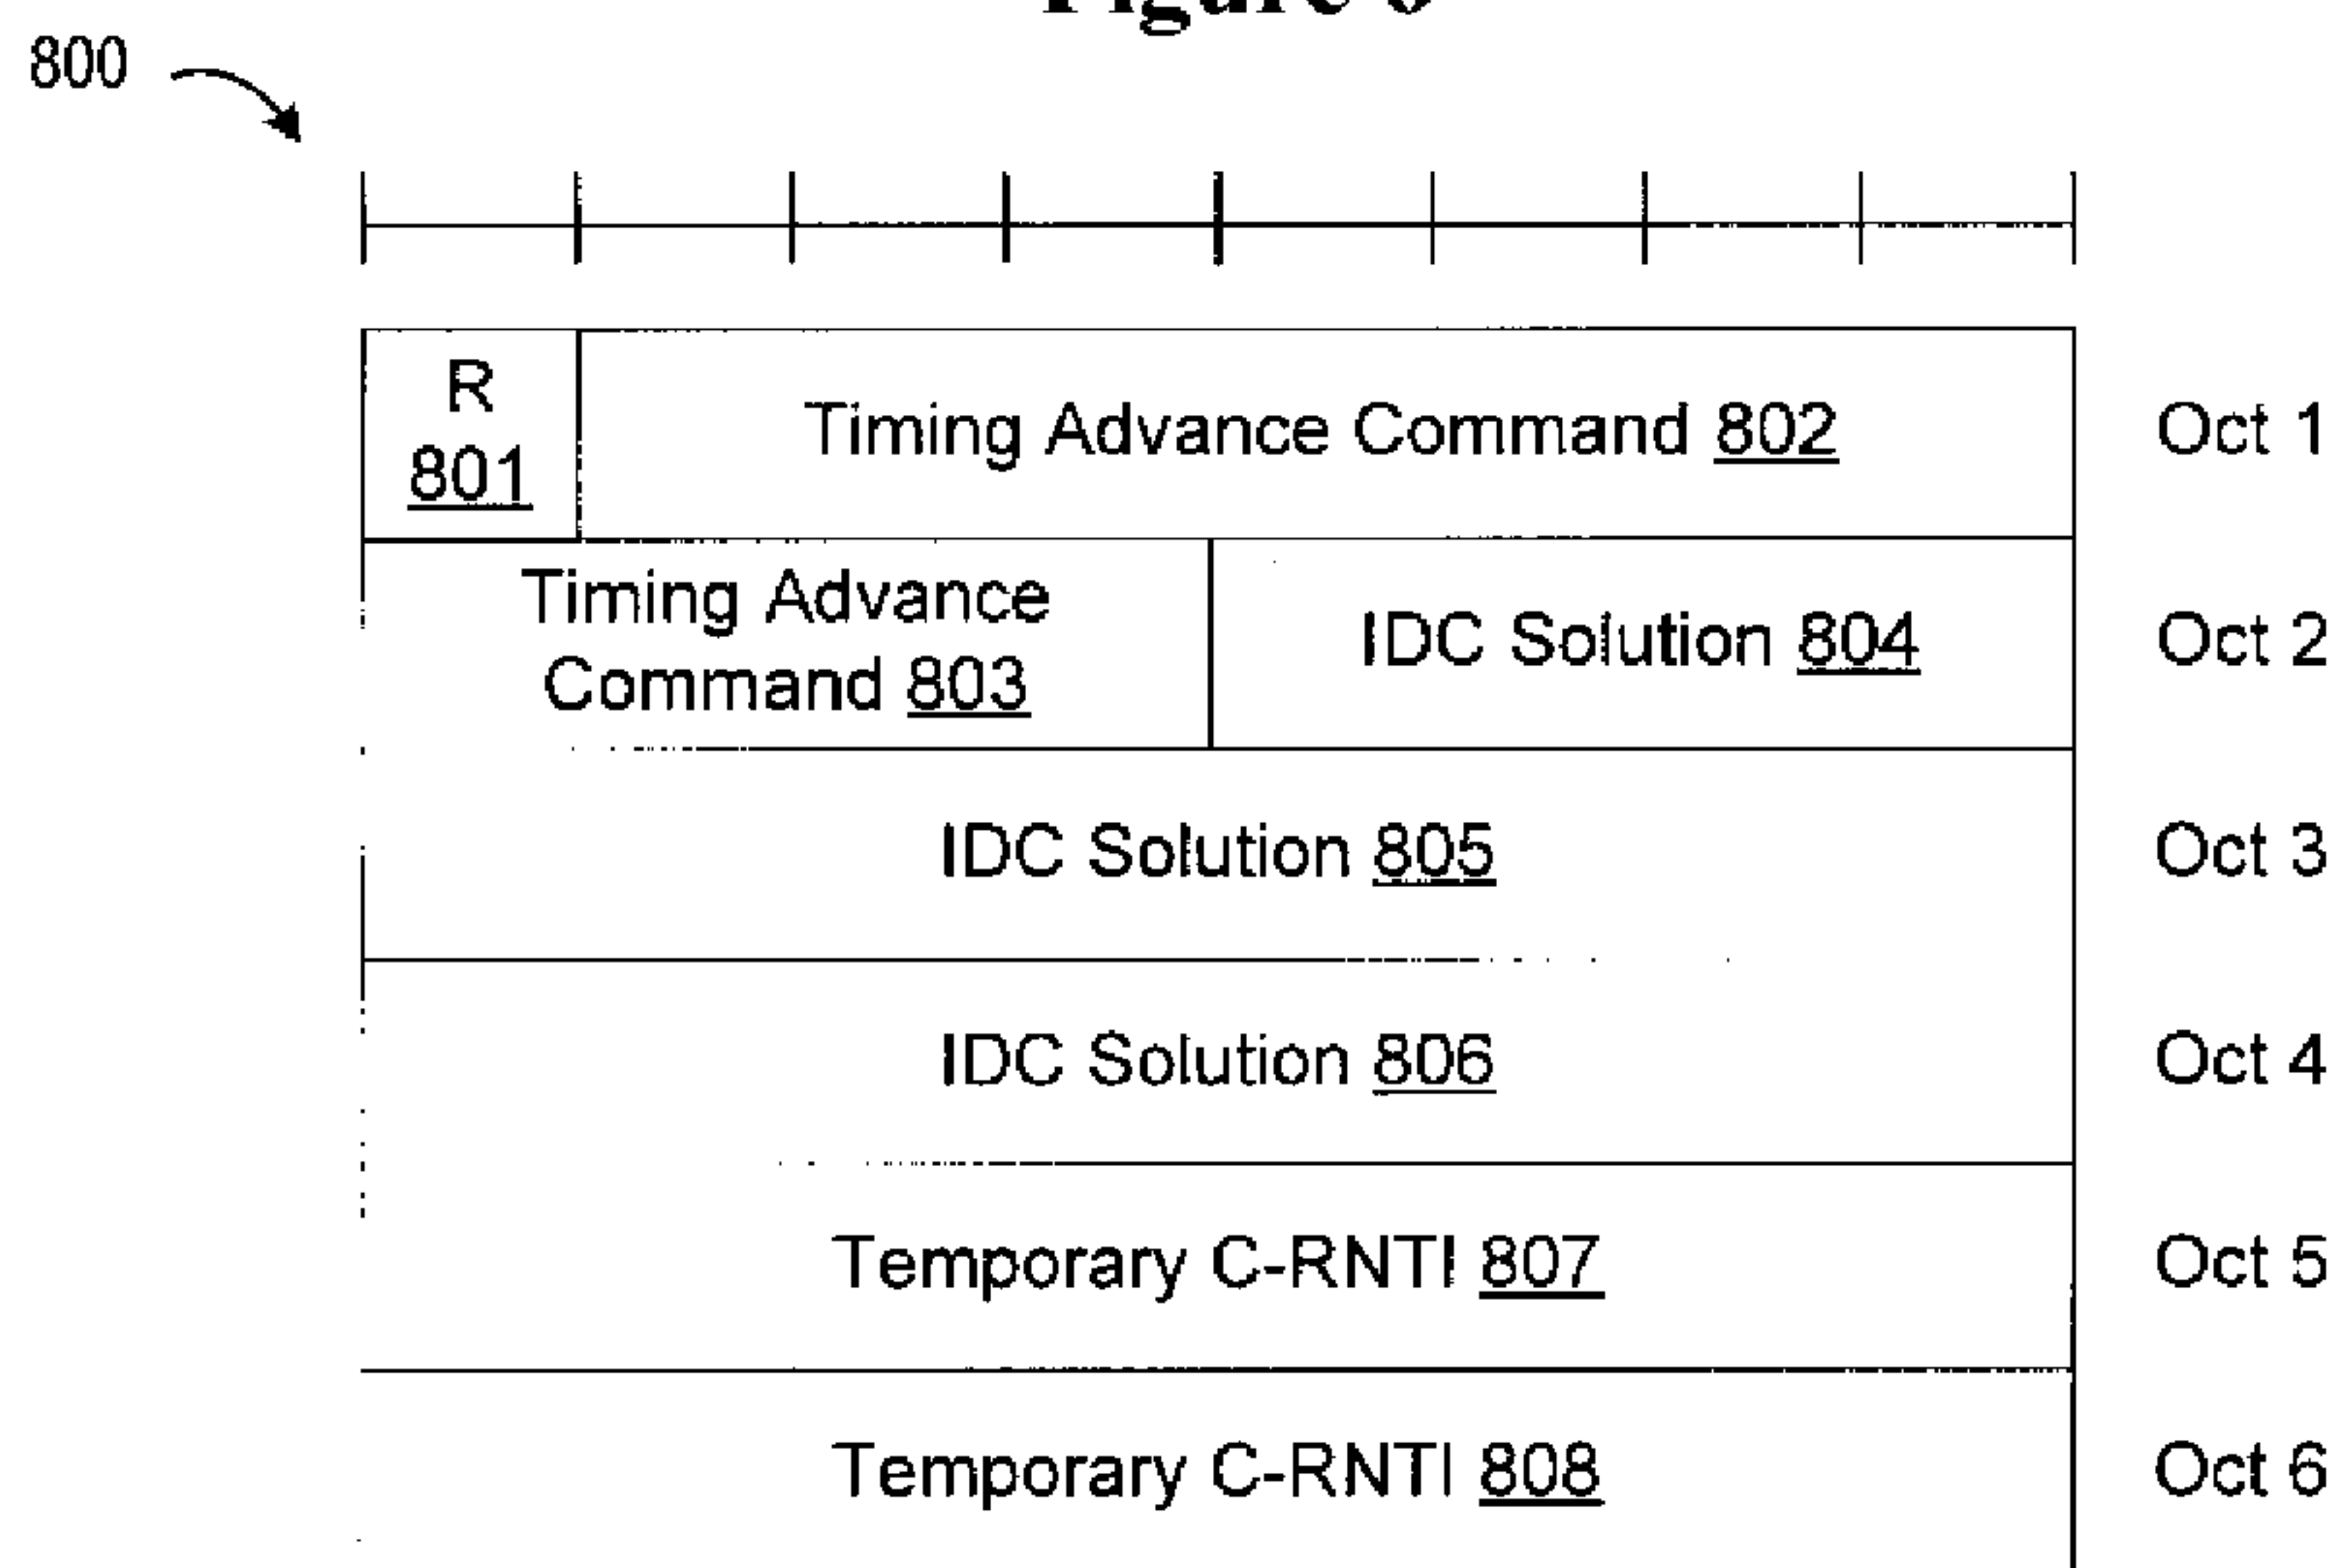 800
R
801
Timing Advance Command 802
Oct 1
Timing Advance
Command 803
IDC Solution 804
Oct 2
IDC Solution 805
Oct 3
IDC Solution 806
Oct 4
Temporary C-RNTI 807
Oct 5
Temporary C-RNTI 808
Oct 6